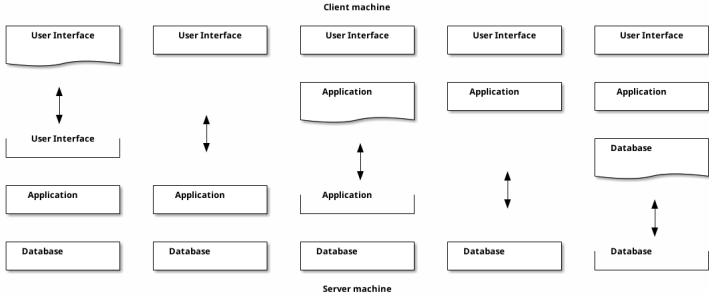 Client machine
User Interface User Interface User Interface User Interface User Interface
Application Application Application
User Interface Database
Application Application Application
Database Database Database Database Database
Server machine